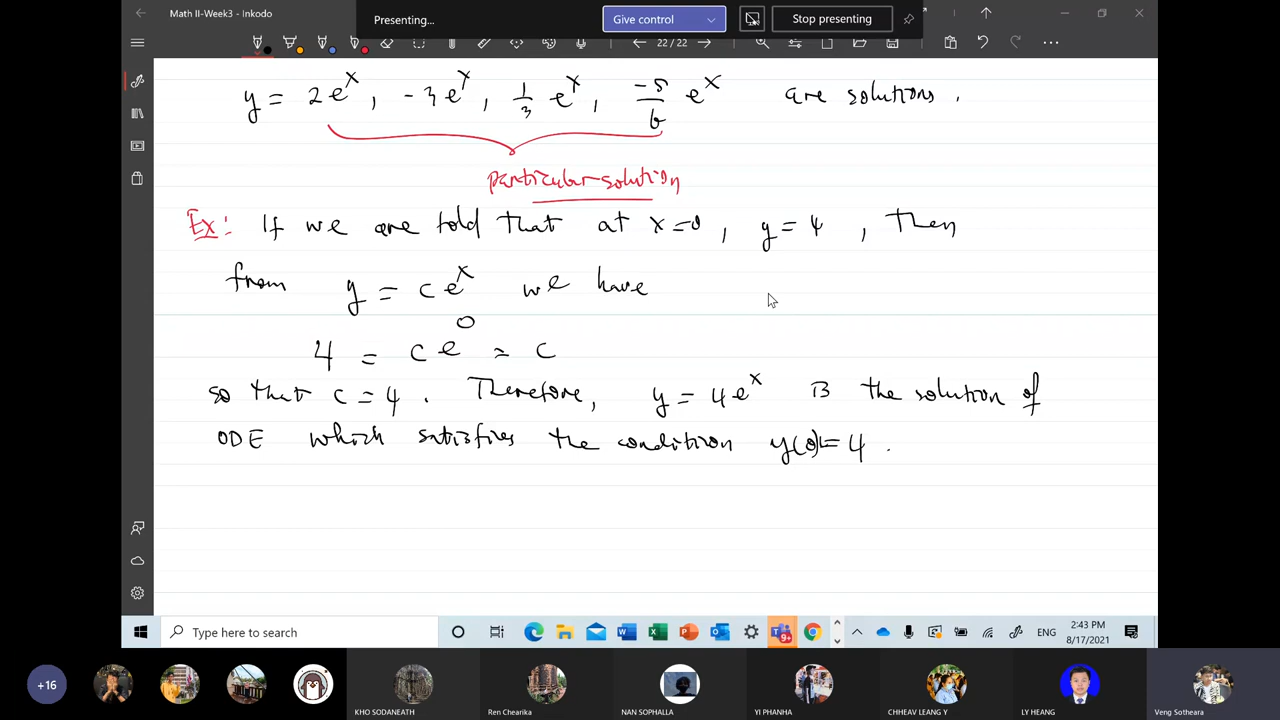 Math II-Week3 - Inkodo
Presenting...
Give control
Stop presenting
22 / 22
y = 2e^x, -3e^x, 1/3 e^x, -5/6 e^x are solutions.
particular solution
Ex: If we are told that at x=0, y=4, then
from y = ce^x we have
4 = ce^0 = c
so that c=4. Therefore, y = 4e^x is the solution of
ODE which satisfies the condition y(0)=4.
Type here to search
9+
ENG
2:43 PM
8/17/2021
+16
KHO SODANEATH
Ren Chearika
NAN SOPHALLA
YI PHANHA
CHHEAV LEANG Y
LY HEANG
Veng Sotheara